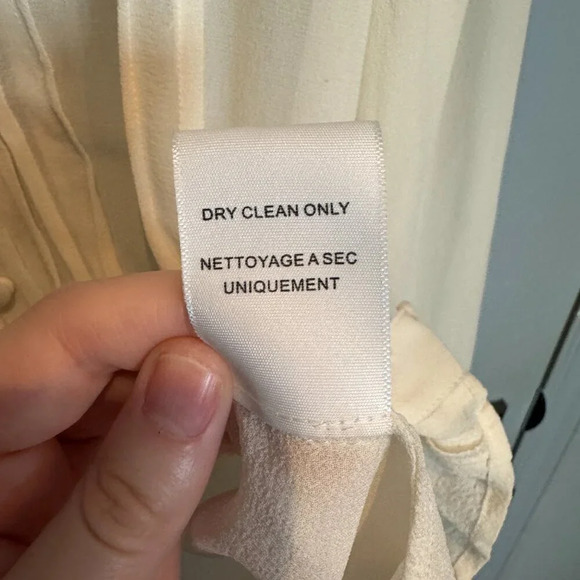 DRY CLEAN ONLY
NETTOYAGE A SEC
UNIQUEMENT